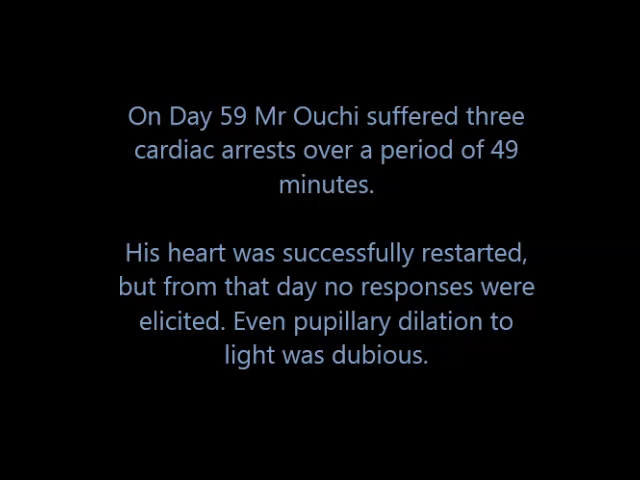 On Day 59 Mr Ouchi suffered three
cardiac arrests over a period of 49
minutes.
His heart was successfully restarted,
but from that day no responses were
elicited. Even pupillary dilation to
light was dubious.